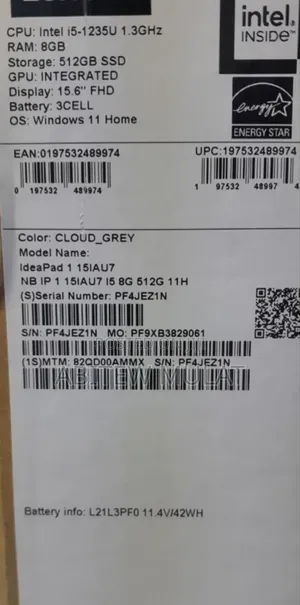 CPU: Intel i5-1235U 1.3GHz
RAM: 8GB
Storage: 512GB SSD
GPU: INTEGRATED
Display: 15.6" FHD
Battery: 3CELL
OS: Windows 11 Home
intel.
INSIDE™
energy
ENERGY STAR
EAN:0197532489974
UPC:197532489974
0 197532 489974
1 97532 48997 4
Color: CLOUD_GREY
Model Name:
IdeaPad 1 15IAU7
NB IP 1 15IAU7 I5 8G 512G 11H
(S)Serial Number: PF4JEZ1N
S/N: PF4JEZ1N MO: PF9XB3829061
(1S)MTM: 82QD00AMMX S/N: PF4JEZ1N
ABITEW MULAT
Battery info: L21L3PF0 11.4V/42WH